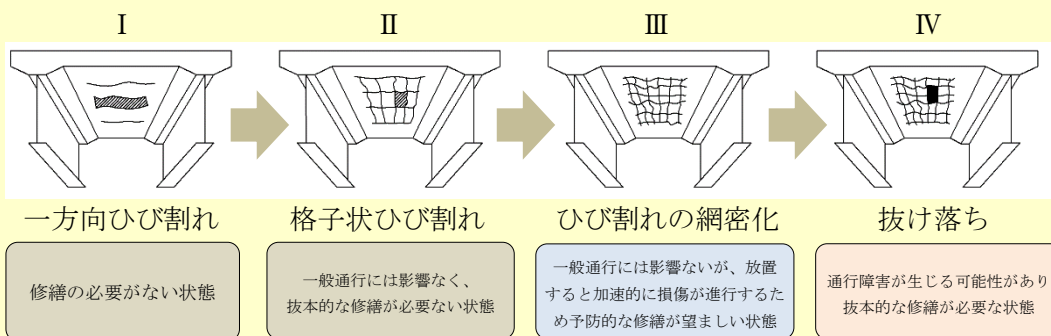 Ⅰ
Ⅱ
Ⅲ
Ⅳ
一方向ひび割れ
格子状ひび割れ
ひび割れの網密化
抜け落ち
修繕の必要がない状態
一般通行には影響なく、
抜本的な修繕が必要ない状態
一般通行には影響ないが、放置
すると加速的に損傷が進行するた
め予防的な修繕が望ましい状態
通行障害が生じる可能性があり
抜本的な修繕が必要な状態